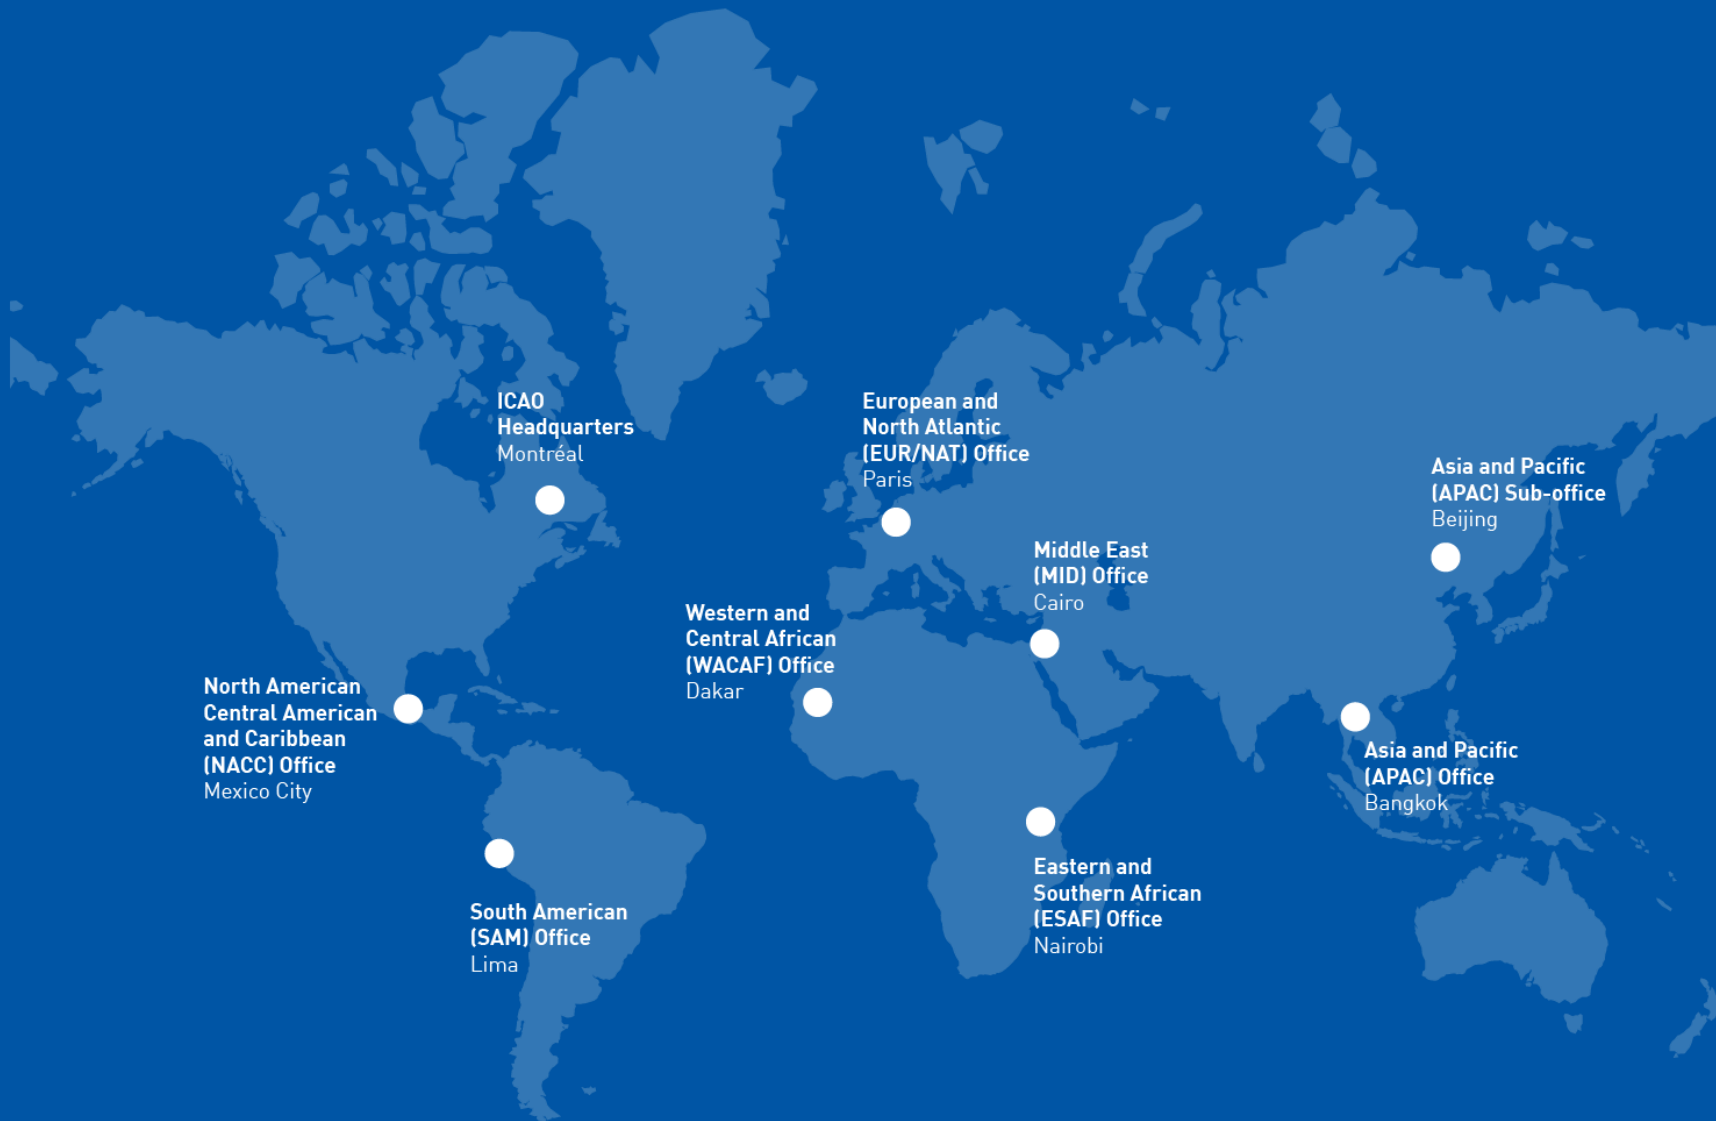 ICAO
Headquarters
Montréal
European and
North Atlantic
(EUR/NAT) Office
Paris
Asia and Pacific
(APAC) Sub-office
Beijing
Middle East
(MID) Office
Cairo
Western and
Central African
(WACAF) Office
Dakar
North American
Central American
and Caribbean
(NACC) Office
Mexico City
Asia and Pacific
(APAC) Office
Bangkok
Eastern and
Southern African
(ESAF) Office
Nairobi
South American
(SAM) Office
Lima